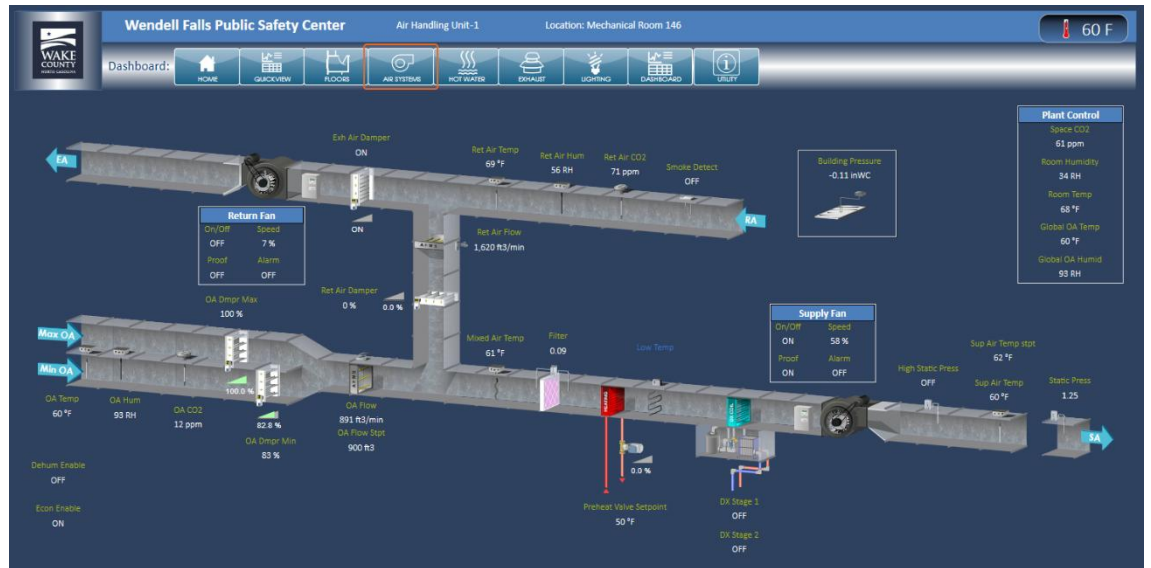 Wendell Falls Public Safety Center
Air Handling Unit-1
Location: Mechanical Room 146
60 F
WAKE
COUNTY
NORTH CAROLINA
Dashboard:
HOME
QUICKVIEW
FLOORS
AIR SYSTEMS
HOT WATER
EXHAUST
LIGHTING
DASHBOARD
UTILITY
Plant Control
Space CO2
61 ppm
Room Humidity
34 RH
Room Temp
68 °F
Global OA Temp
60 °F
Global OA Humid
93 RH
EA
Exh Air Damper
ON
ON
Ret Air Temp
69 °F
Ret Air Hum
56 RH
Ret Air CO2
71 ppm
Smoke Detect
OFF
RA
Building Pressure
-0.11 inWC
Return Fan
On/Off Speed
OFF 7 %
Proof Alarm
OFF OFF
Ret Air Flow
1,620 ft3/min
AFMS
Ret Air Damper
0 %
0.0 %
OA Dmpr Max
100 %
Max OA
Min OA
100.0 %
82.8 %
OA Dmpr Min
83 %
OA Temp
60 °F
OA Hum
93 RH
OA CO2
12 ppm
AFMS
OA Flow
891 ft3/min
OA Flow Stpt
900 ft3
Mixed Air Temp
61 °F
Filter
0.09
Low Temp
HEATING
0.0 %
Preheat Valve Setpoint
50 °F
DX COIL
DX Stage 1
OFF
DX Stage 2
OFF
Supply Fan
On/Off Speed
ON 58 %
Proof Alarm
ON OFF
High Static Press
OFF
Sup Air Temp stpt
62 °F
Sup Air Temp
60 °F
Static Press
1.25
SA
Dehum Enable
OFF
Econ Enable
ON